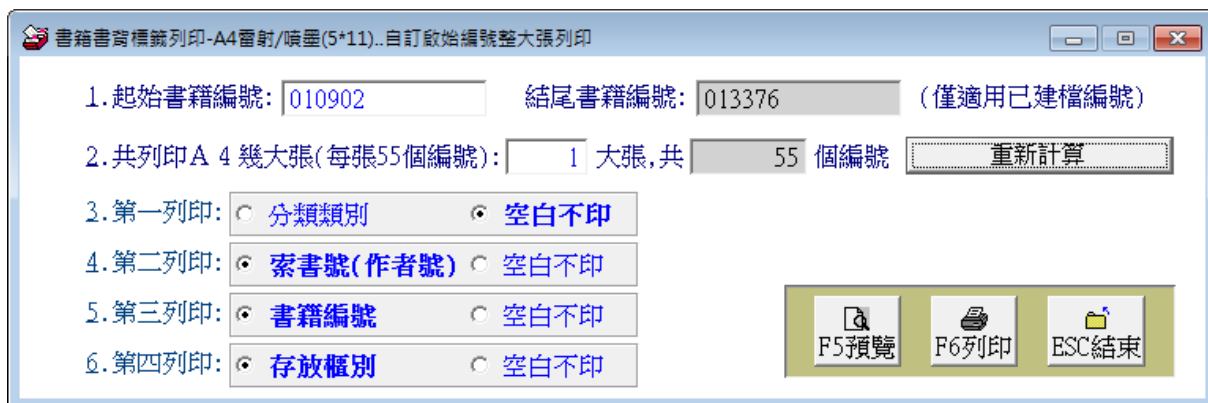 書籍書背標籤列印-A4雷射/噴墨(5*11)..自訂啟始編號整大張列印
1.起始書籍編號: 010902 結尾書籍編號: 013376 (僅適用已建檔編號)
2.共列印A4幾大張(每張55個編號): 1 大張,共 55 個編號 重新計算
3.第一列印: 分類類別 空白不印
4.第二列印: 索書號(作者號) 空白不印
5.第三列印: 書籍編號 空白不印
6.第四列印: 存放櫃別 空白不印
F5預覽 F6列印 ESC結束